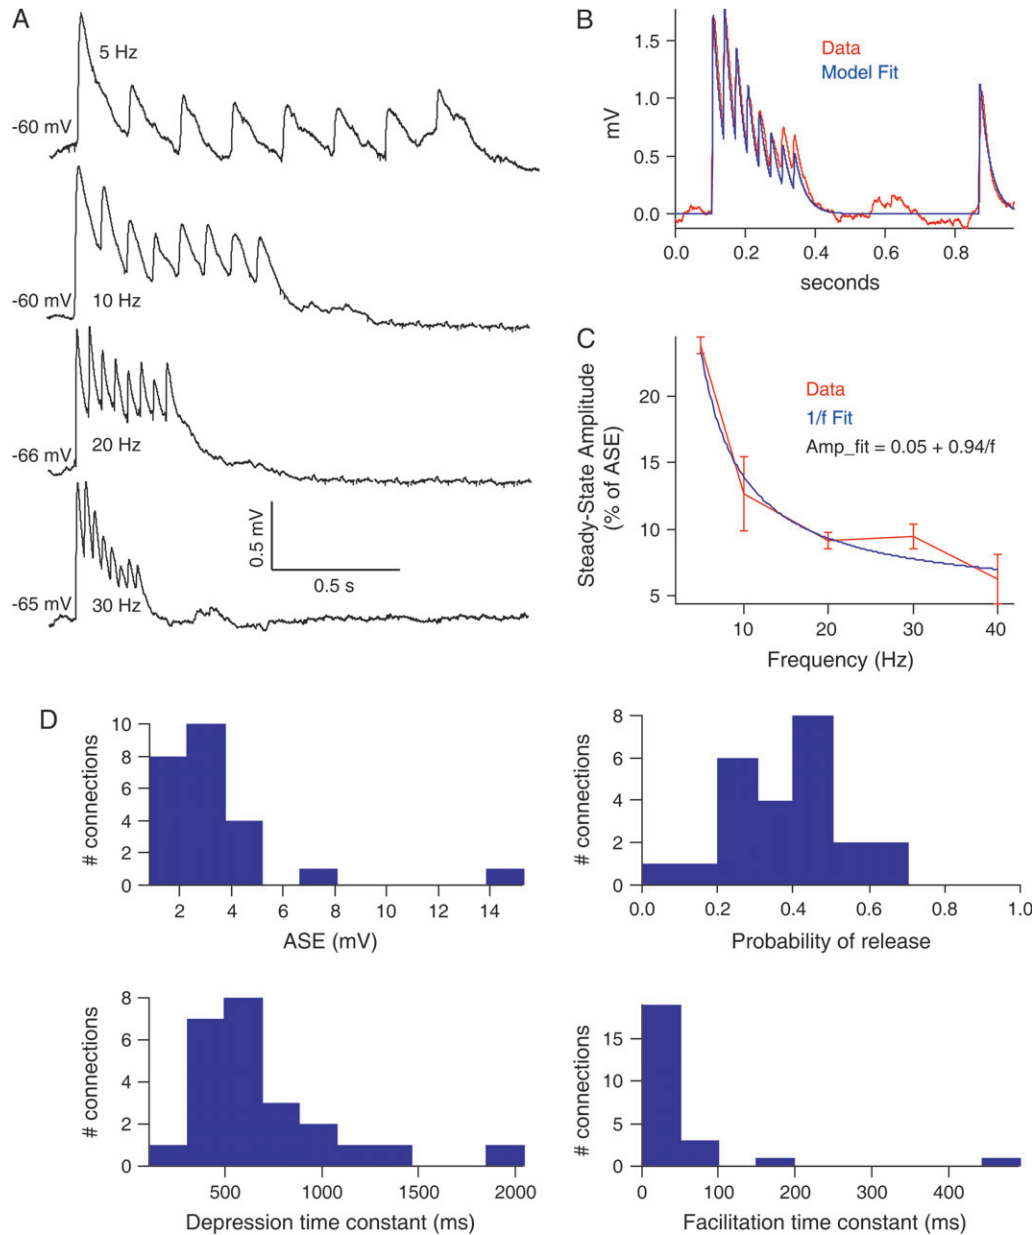 A
5 Hz
-60 mV
-60 mV
10 Hz
-66 mV
20 Hz
0.5 mV
0.5 s
-65 mV
30 Hz
B
1.5
1.0
0.5
0.0
mV
Data
Model Fit
0.0 0.2 0.4 0.6 0.8
seconds
C
Steady-State Amplitude
(% of ASE)
20
15
10
5
Data
1/f Fit
Amp_fit = 0.05 + 0.94/f
10 20 30 40
Frequency (Hz)
D
# connections
10
8
6
4
2
0
2 4 6 8 10 12 14
ASE (mV)
# connections
8
6
4
2
0
0.0 0.2 0.4 0.6 0.8 1.0
Probability of release
# connections
8
6
4
2
0
500 1000 1500 2000
Depression time constant (ms)
# connections
15
10
5
0
0 100 200 300 400
Facilitation time constant (ms)